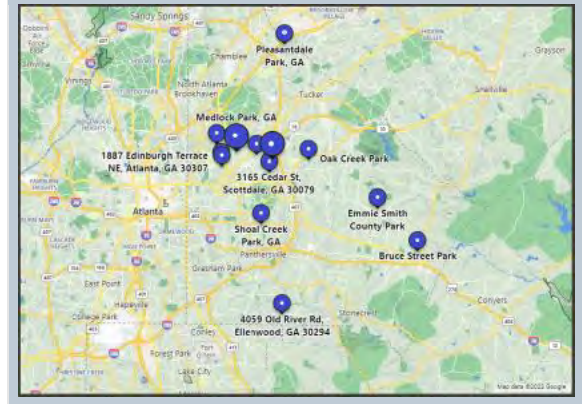 Sandy Springs
Pleasantdale
Park, GA
Chamblee
Grayson
Vinings
North Atlanta
Brookhaven
Tucker
Snellville
Medlock Park, GA
1887 Edinburgh Terrace
NE, Atlanta, GA 30307
Oak Creek Park
3165 Cedar St,
Scottdale, GA 30079
Atlanta
Emmie Smith
County Park
Shoal Creek
Park, GA
Panthersville
Bruce Street Park
Gresham Park
East Point
Hapeville
College Park
4059 Old River Rd,
Ellenwood, GA 30294
Stonecrest
Conyers
Conley
Forest Park
Fort
Lake City
Map data ©2022 Google